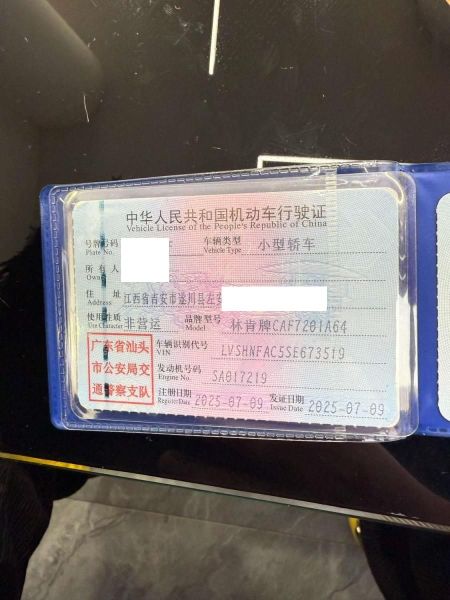 中华人民共和国机动车行驶证
Vehicle License of the People's Republic of China
号牌号码 车辆类型 小型轿车
Plate No. Vehicle Type
所有人
Owner
住址 江西省吉安市遂川县左安
Address
使用性质 非营运 品牌型号 林肯牌CAF7201A64
Use Character Model
广东省汕头 车辆识别代号 LVSHNFAC5SE673519
市公安局交 VIN
通警察支队 发动机号码 SA017219
Engine No.
注册日期 2025-07-09 发证日期 2025-07-09
Register Date Issue Date